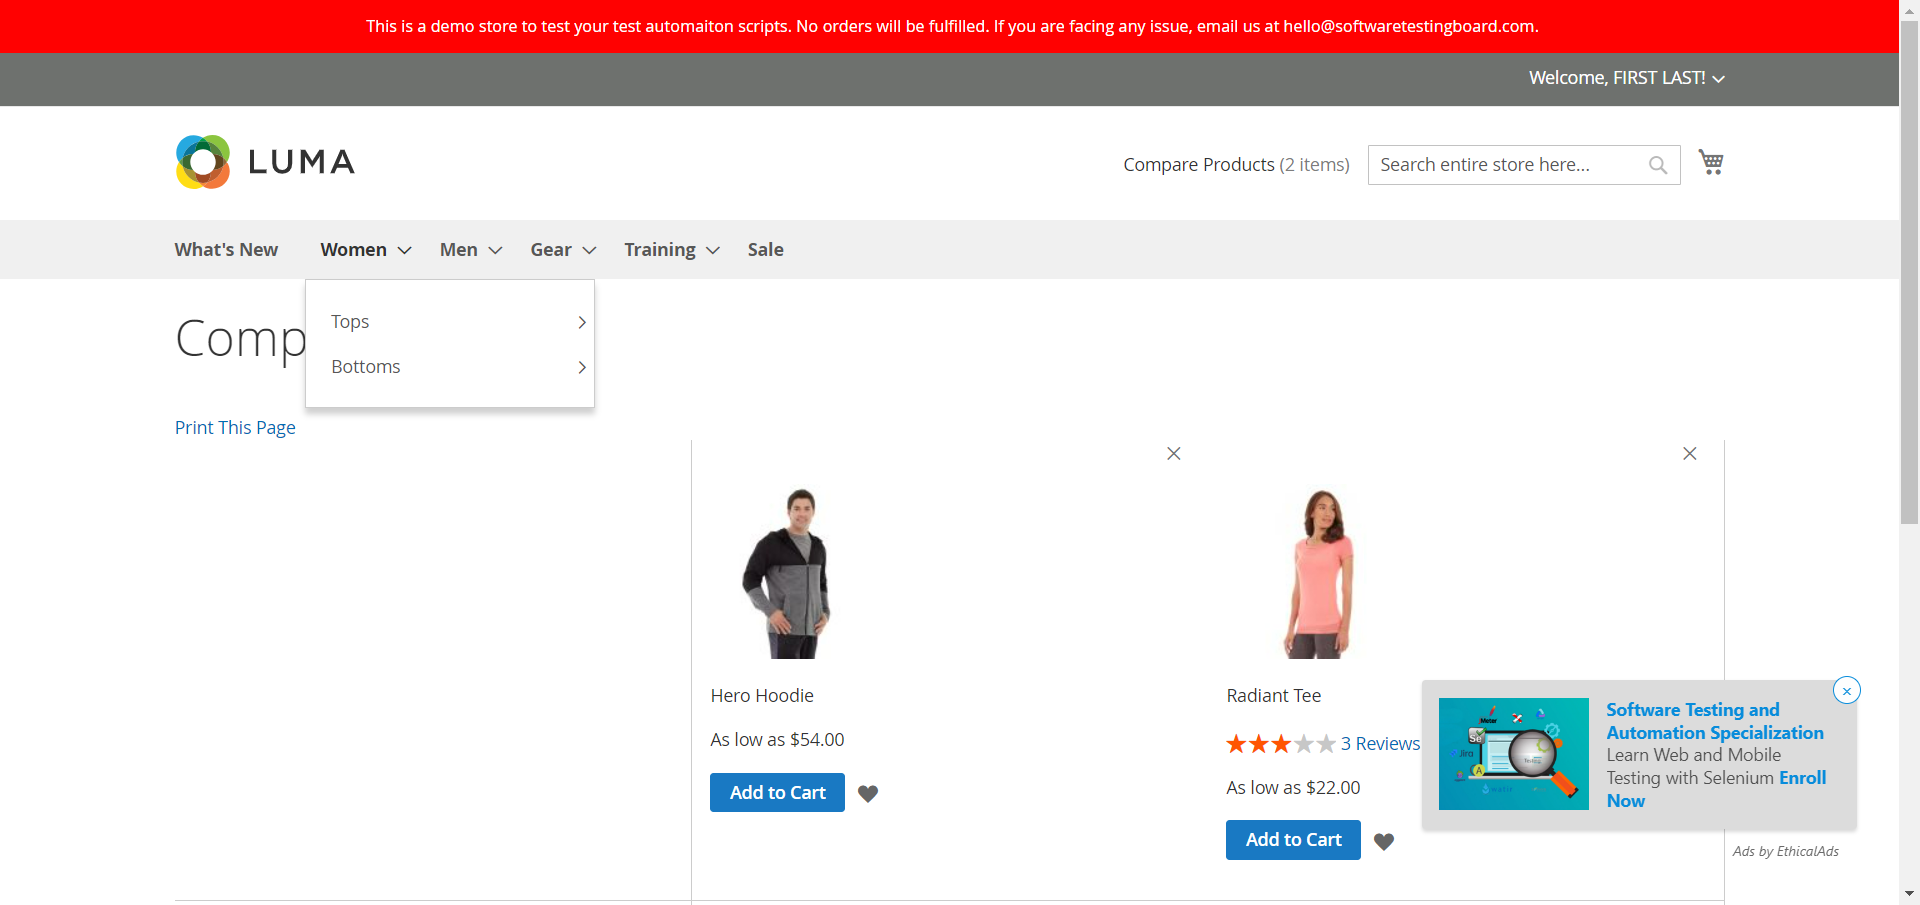 This is a demo store to test your test automaiton scripts. No orders will be fulfilled. If you are facing any issue, email us at hello@softwaretestingboard.com.
Welcome, FIRST LAST!
LUMA
Compare Products (2 items)
Search entire store here...
What's New
Women
Men
Gear
Training
Sale
Tops
Bottoms
Comp
Print This Page
Hero Hoodie
As low as $54.00
Add to Cart
Radiant Tee
3 Reviews
As low as $22.00
Add to Cart
Software Testing and
Automation Specialization
Learn Web and Mobile
Testing with Selenium Enroll
Now
Meter
Se
Jira
Ads by EthicalAds